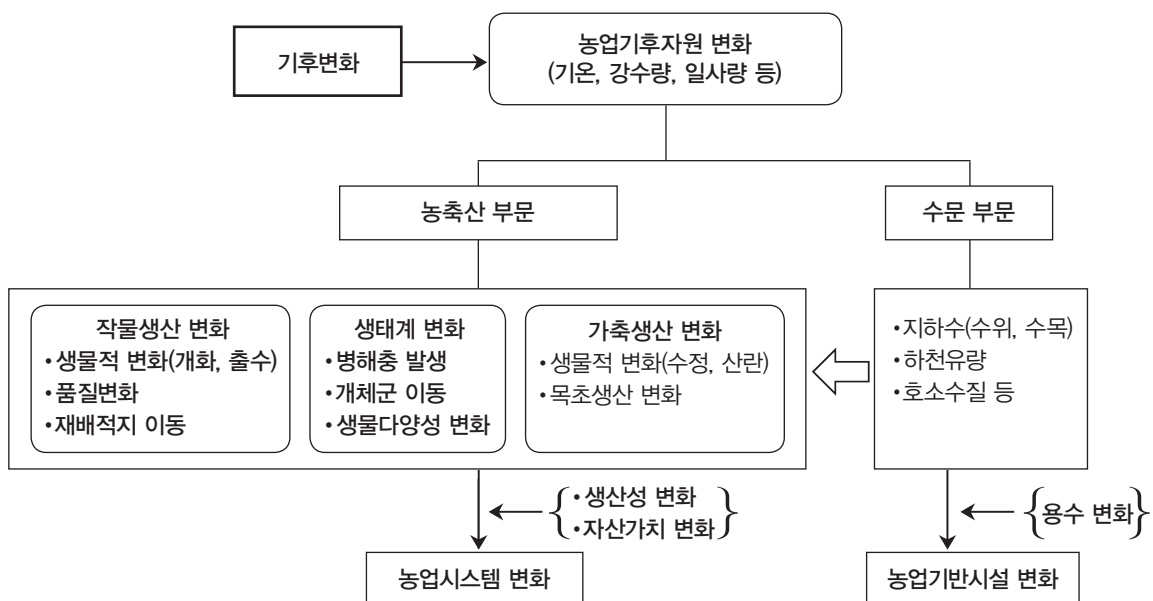 기후변화
농업기후자원 변화
(기온, 강수량, 일사량 등)
농축산 부문
수문 부문
작물생산 변화
•생물적 변화(개화, 출수)
•품질변화
•재배적지 이동
생태계 변화
•병해충 발생
•개체군 이동
•생물다양성 변화
가축생산 변화
•생물적 변화(수정, 산란)
•목초생산 변화
•지하수(수위, 수목)
•하천유량
•호소수질 등
•생산성 변화
•자산가치 변화
용수 변화
농업시스템 변화
농업기반시설 변화